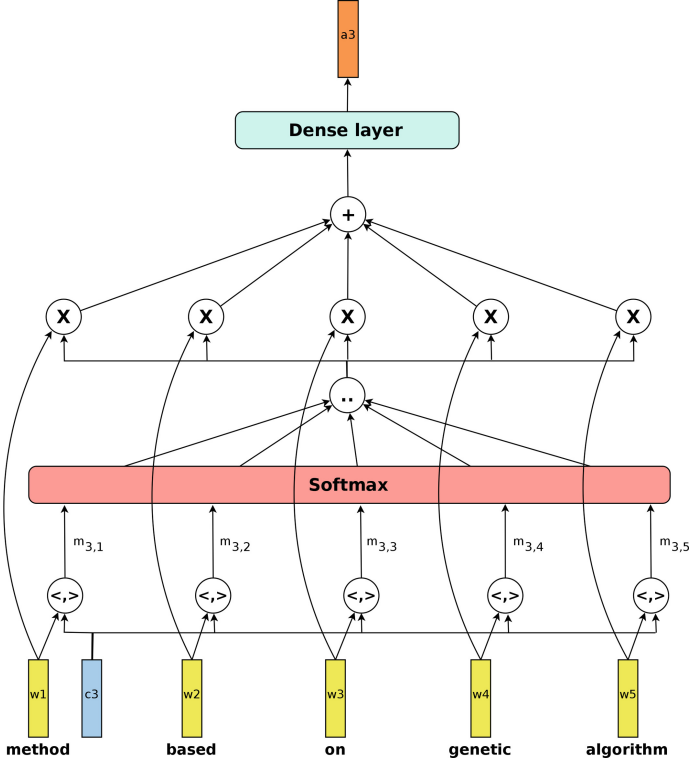 a3
Dense layer
+
X X X X X
..
Softmax
m3,1 m3,2 m3,3 m3,4 m3,5
<,> <,> <,> <,> <,>
w1 c3 w2 w3 w4 w5
method based on genetic algorithm